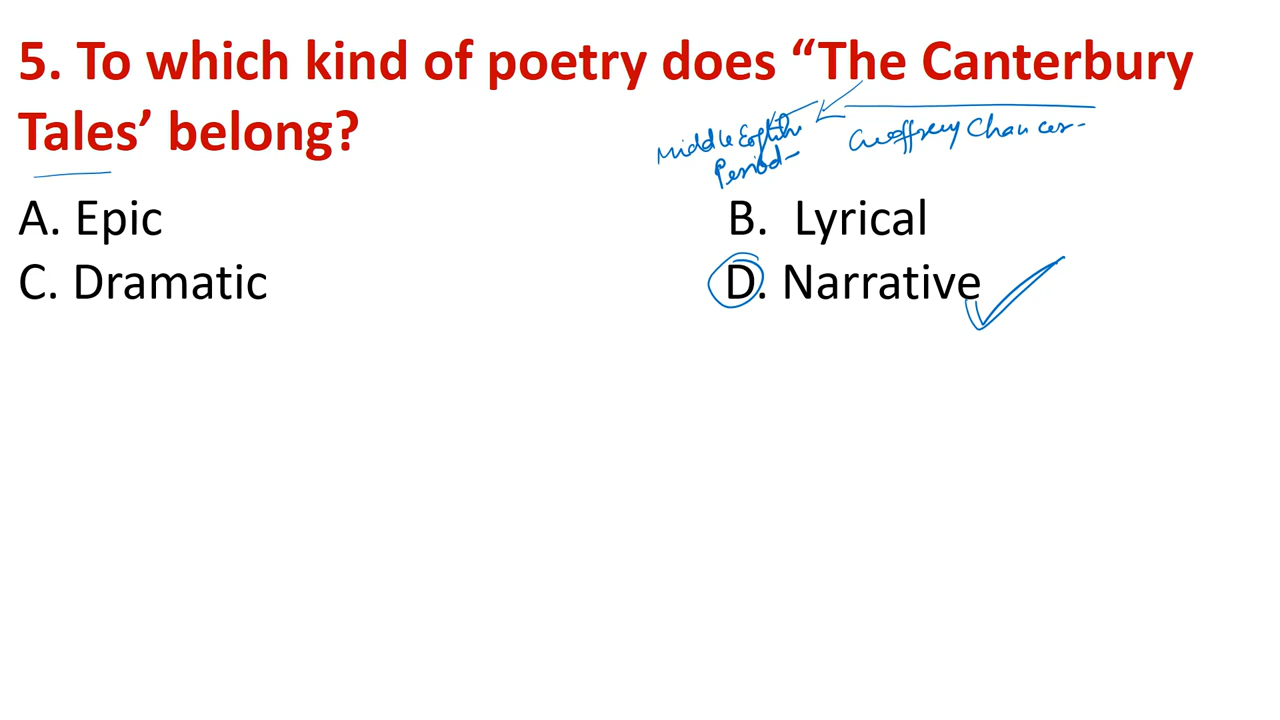 5. To which kind of poetry does “The Canterbury
Tales’ belong?
Middle English
Period-
Geoffrey Chaucer-
A. Epic
B. Lyrical
C. Dramatic
D. Narrative